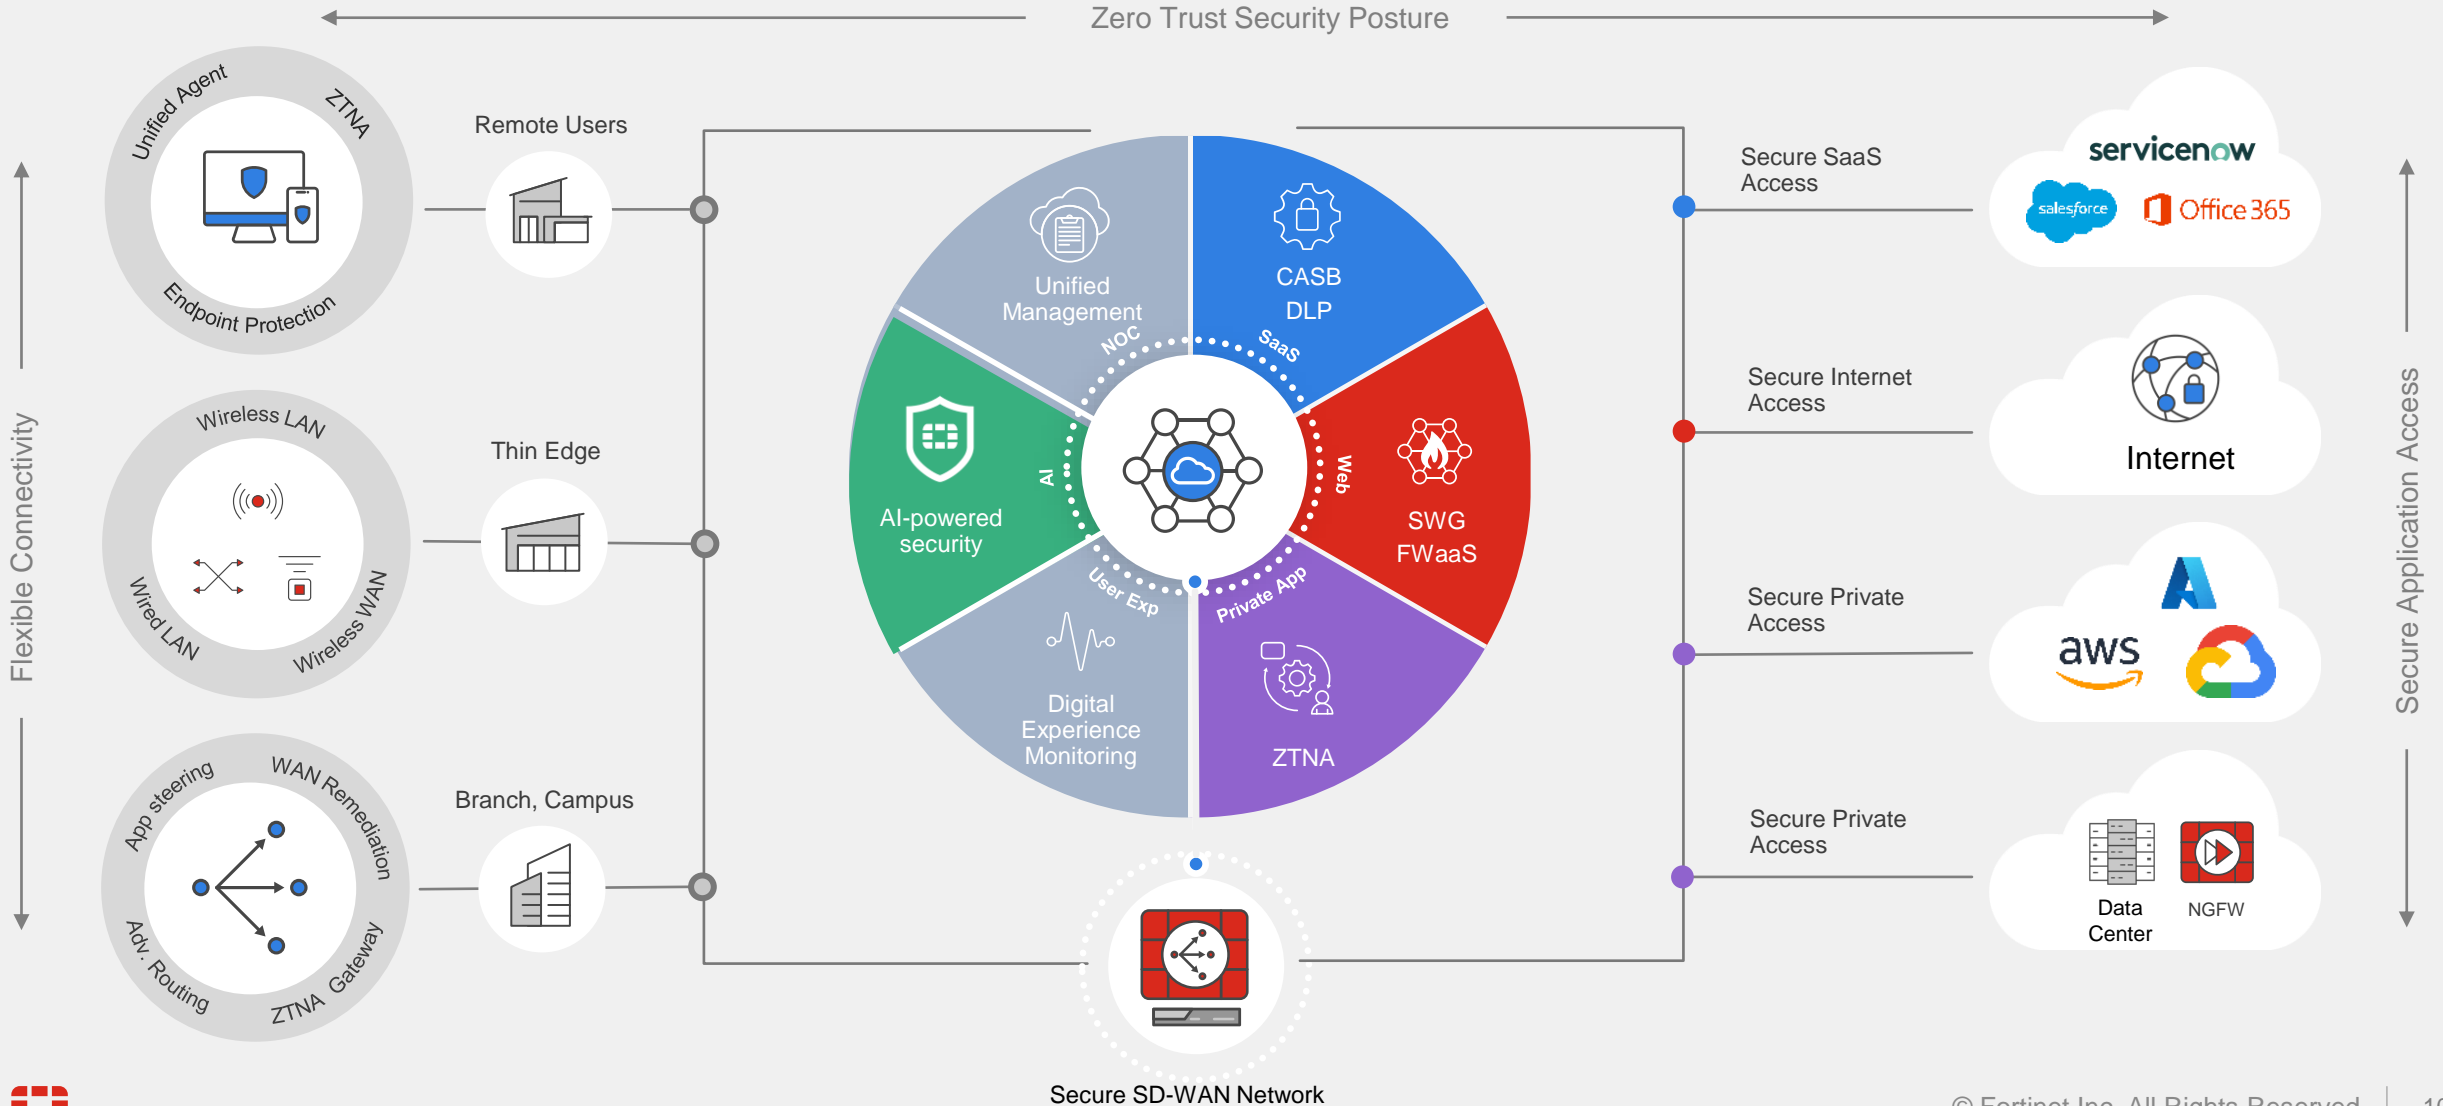 Zero Trust Security Posture
Flexible Connectivity
Unified Agent
ZTNA
Endpoint Protection
Remote Users
Wireless LAN
Wired LAN
Wireless WAN
Thin Edge
App steering
WAN Remediation
Adv. Routing
ZTNA Gateway
Branch, Campus
Unified
Management
NOC
CASB
DLP
SaaS
AI-powered
security
AI
SWG
FWaaS
Web
Digital
Experience
Monitoring
User Exp
ZTNA
Private App
Secure SD-WAN Network
Secure SaaS
Access
servicenow
salesforce
Office 365
Secure Internet
Access
Internet
Secure Private
Access
aws
Secure Private
Access
Data
Center
NGFW
Secure Application Access
© Fortinet Inc. All Rights Reserved.